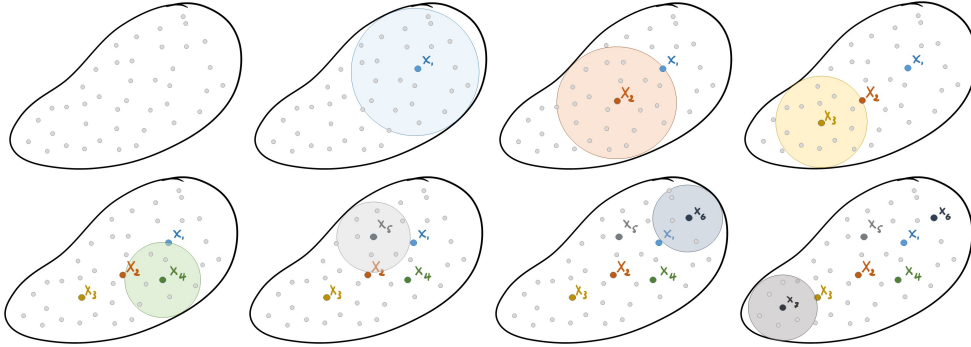 x₁
x₂ x₁
x₃ x₂ x₁
x₁ x₂ x₄ x₃
x₅ x₁ x₂ x₄ x₃
x₆ x₅ x₁ x₂ x₄ x₃
x₆ x₅ x₁ x₂ x₄ x₃ x₇